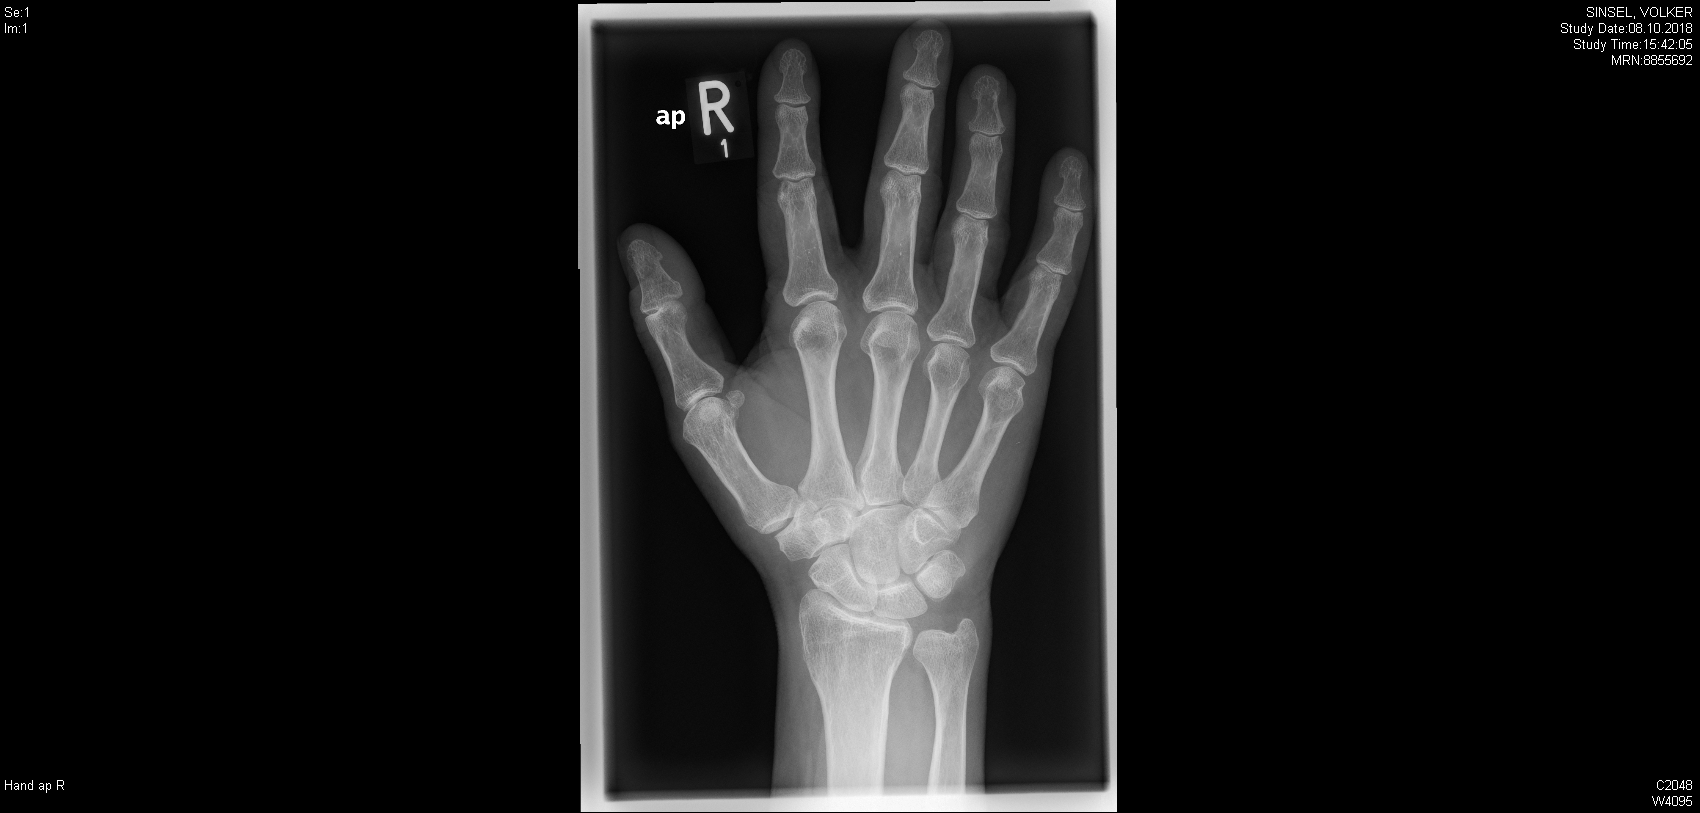 Se:1
Im:1
SINSEL, VOLKER
Study Date:08.10.2018
Study Time:15:42:05
MRN:8855692
ap
R
1
Hand ap R
C2048
W4095